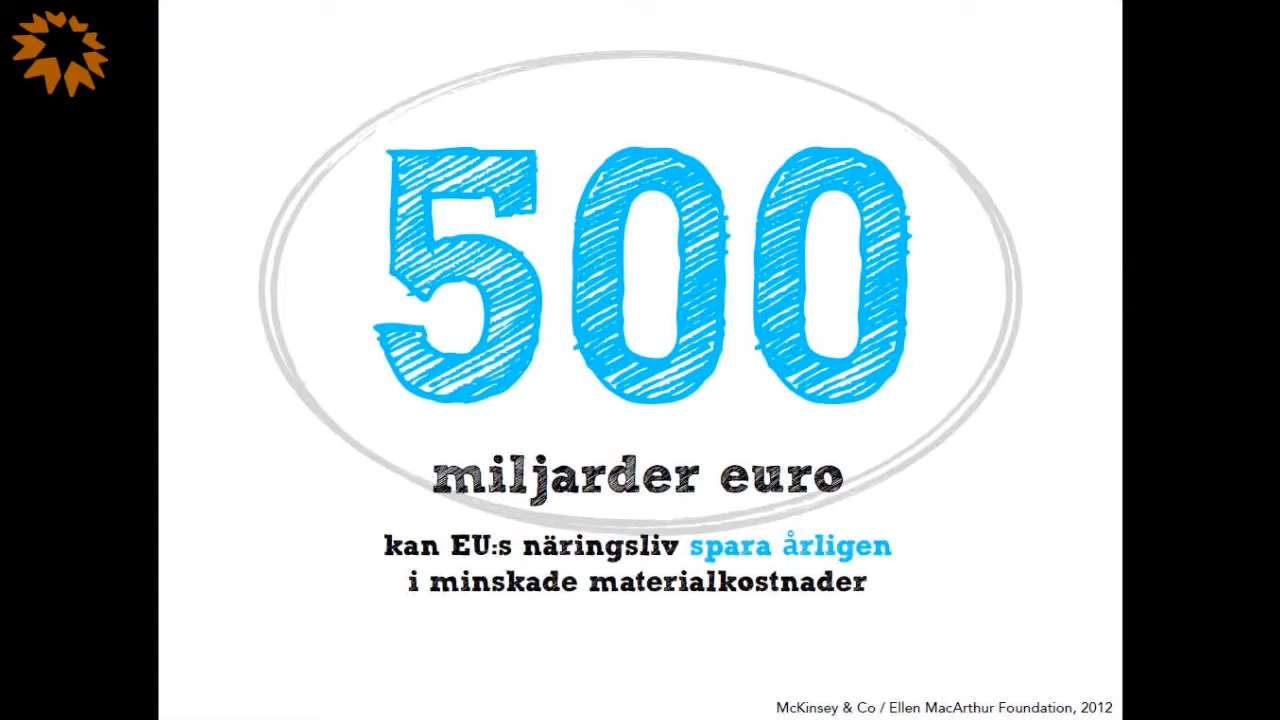 500
miljarder euro
kan EU:s näringsliv spara årligen
i minskade materialkostnader
McKinsey & Co / Ellen MacArthur Foundation, 2012